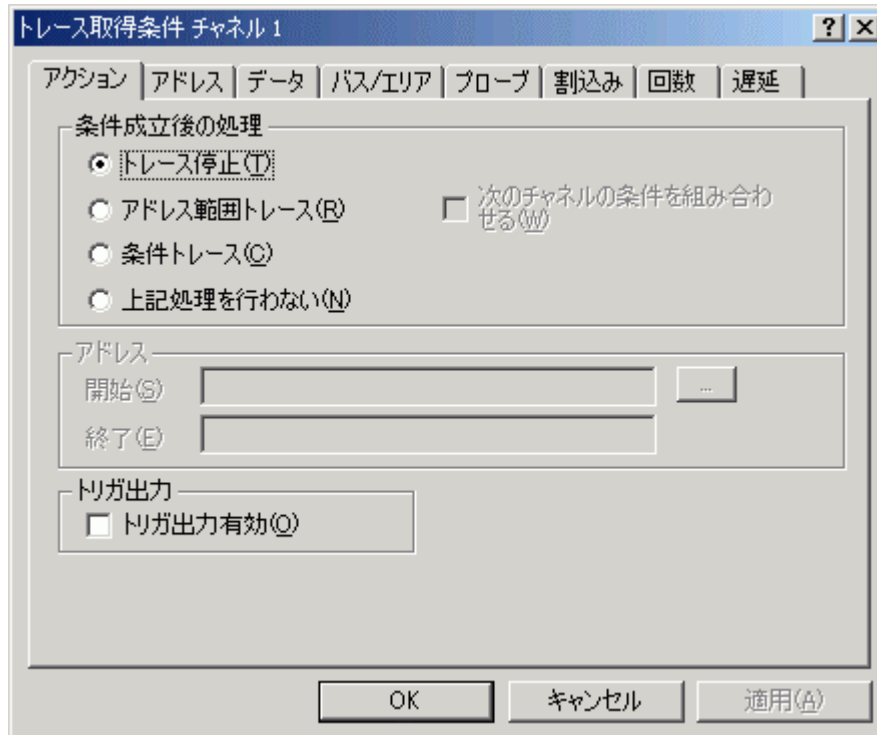 トレース取得条件 チャネル 1
アクション アドレス データ バス/エリア プローブ 割込み 回数 遅延
条件成立後の処理
トレース停止(T)
アドレス範囲トレース(R)
次のチャネルの条件を組み合わ
せる(W)
条件トレース(C)
上記処理を行わない(N)
アドレス
開始(S)
...
終了(E)
トリガ出力
トリガ出力有効(O)
OK キャンセル 適用(A)